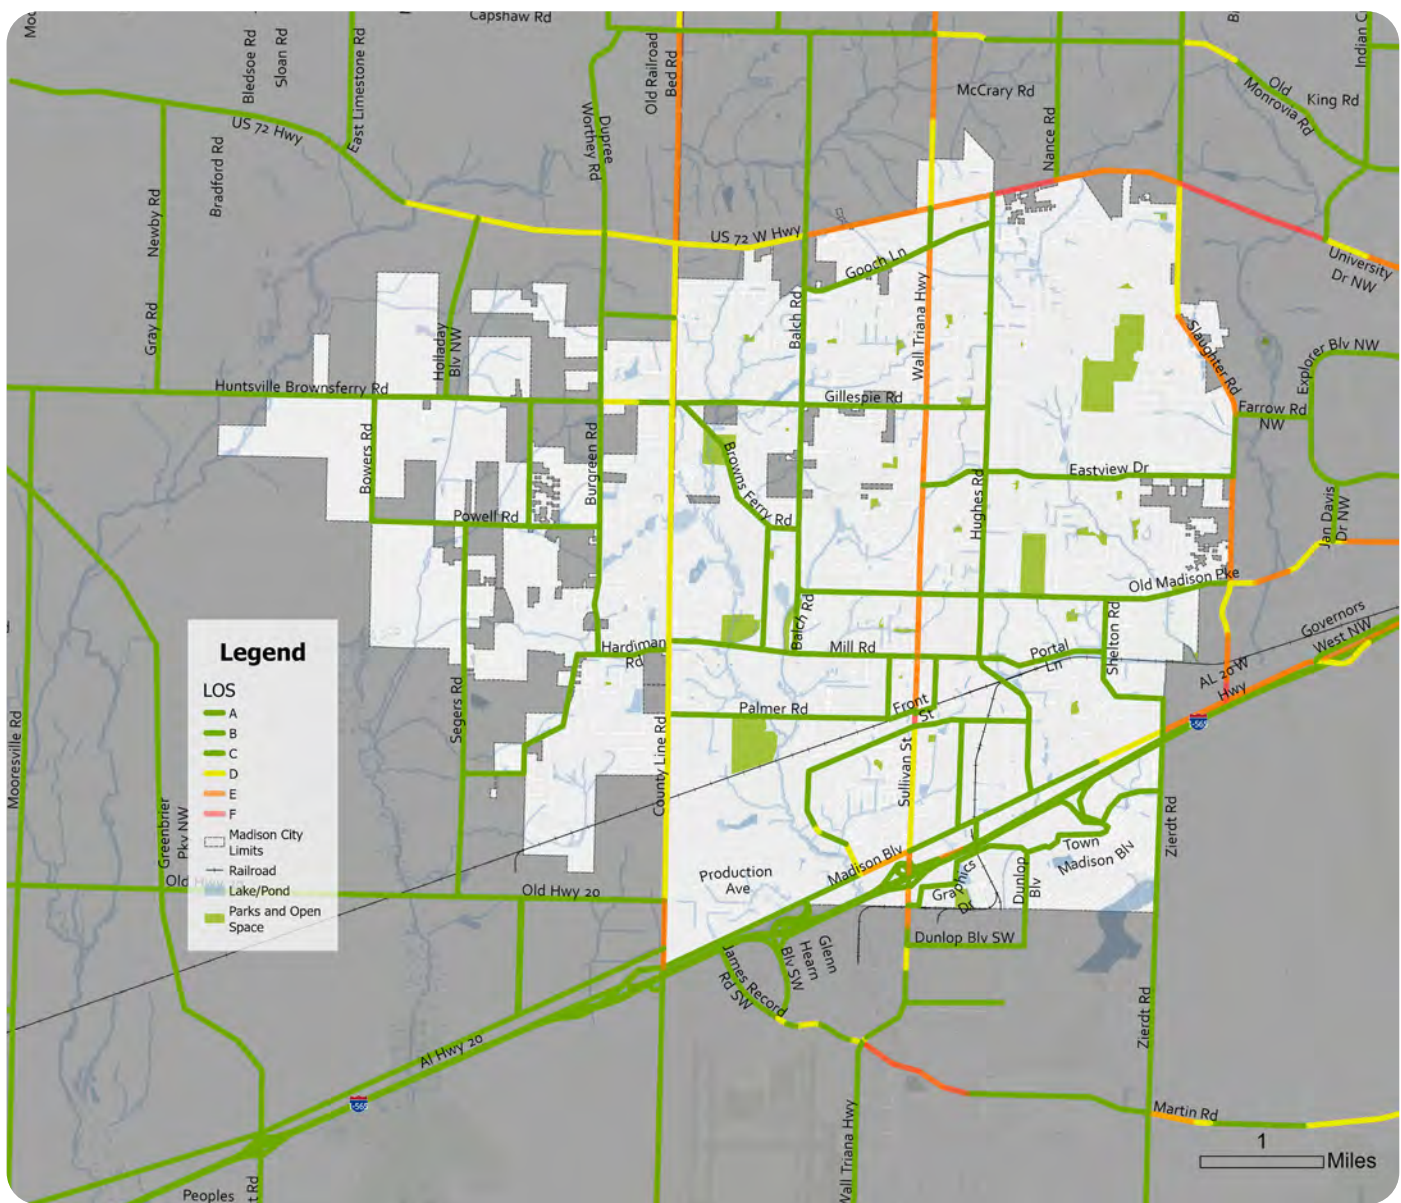 Capshaw Rd
Bledsoe Rd
Sloan Rd
East Limestone Rd
Old Railroad
Bed Rd
Indian C
McCrary Rd
Old
Monrovia Rd
King Rd
US 72 Hwy
Bradford Rd
Dupree
Worthey Rd
Nance Rd
Newby Rd
US 72 W Hwy
Gooch Ln
University
Dr NW
Gray Rd
Holladay
Blv NW
Balch Rd
Wall Triana Hwy
Slaughter Rd
Explorer Blv NW
Huntsville Brownsferry Rd
Gillespie Rd
Farrow Rd
NW
Bowers Rd
Burgreen Rd
Browns Ferry Rd
Hughes Rd
Eastview Dr
Powell Rd
Jan Davis
Dr NW
Old Madison Pke
Balch Rd
Shelton Rd
Governors
West NW
Hardiman
Rd
Mill Rd
Portal
Ln
AL 20 W
Hwy
Legend
LOS
A
B
C
D
E
F
Madison City
Limits
Railroad
Lake/Pond
Parks and Open
Space
Segers Rd
Palmer Rd
Front
St
Mooresville Rd
County Line Rd
Sullivan St
Greenbrier
Pky NW
Zierdt Rd
Town
Madison Blv
Production
Ave
Madison Blv
Graphics
Dr
Dunlop
Blv
Old Hwy 20
Old Hwy 20
Dunlop Blv SW
Glenn
Hearn
Blv SW
James Record
Rd SW
Zierdt Rd
Al Hwy 20
I-565
I-565
Martin Rd
Wall Triana Hwy
1
Miles
Peoples
t Rd